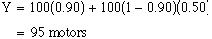 Y = 100(0.90) + 100(1 - 0.90)(0.50)
= 95 motors